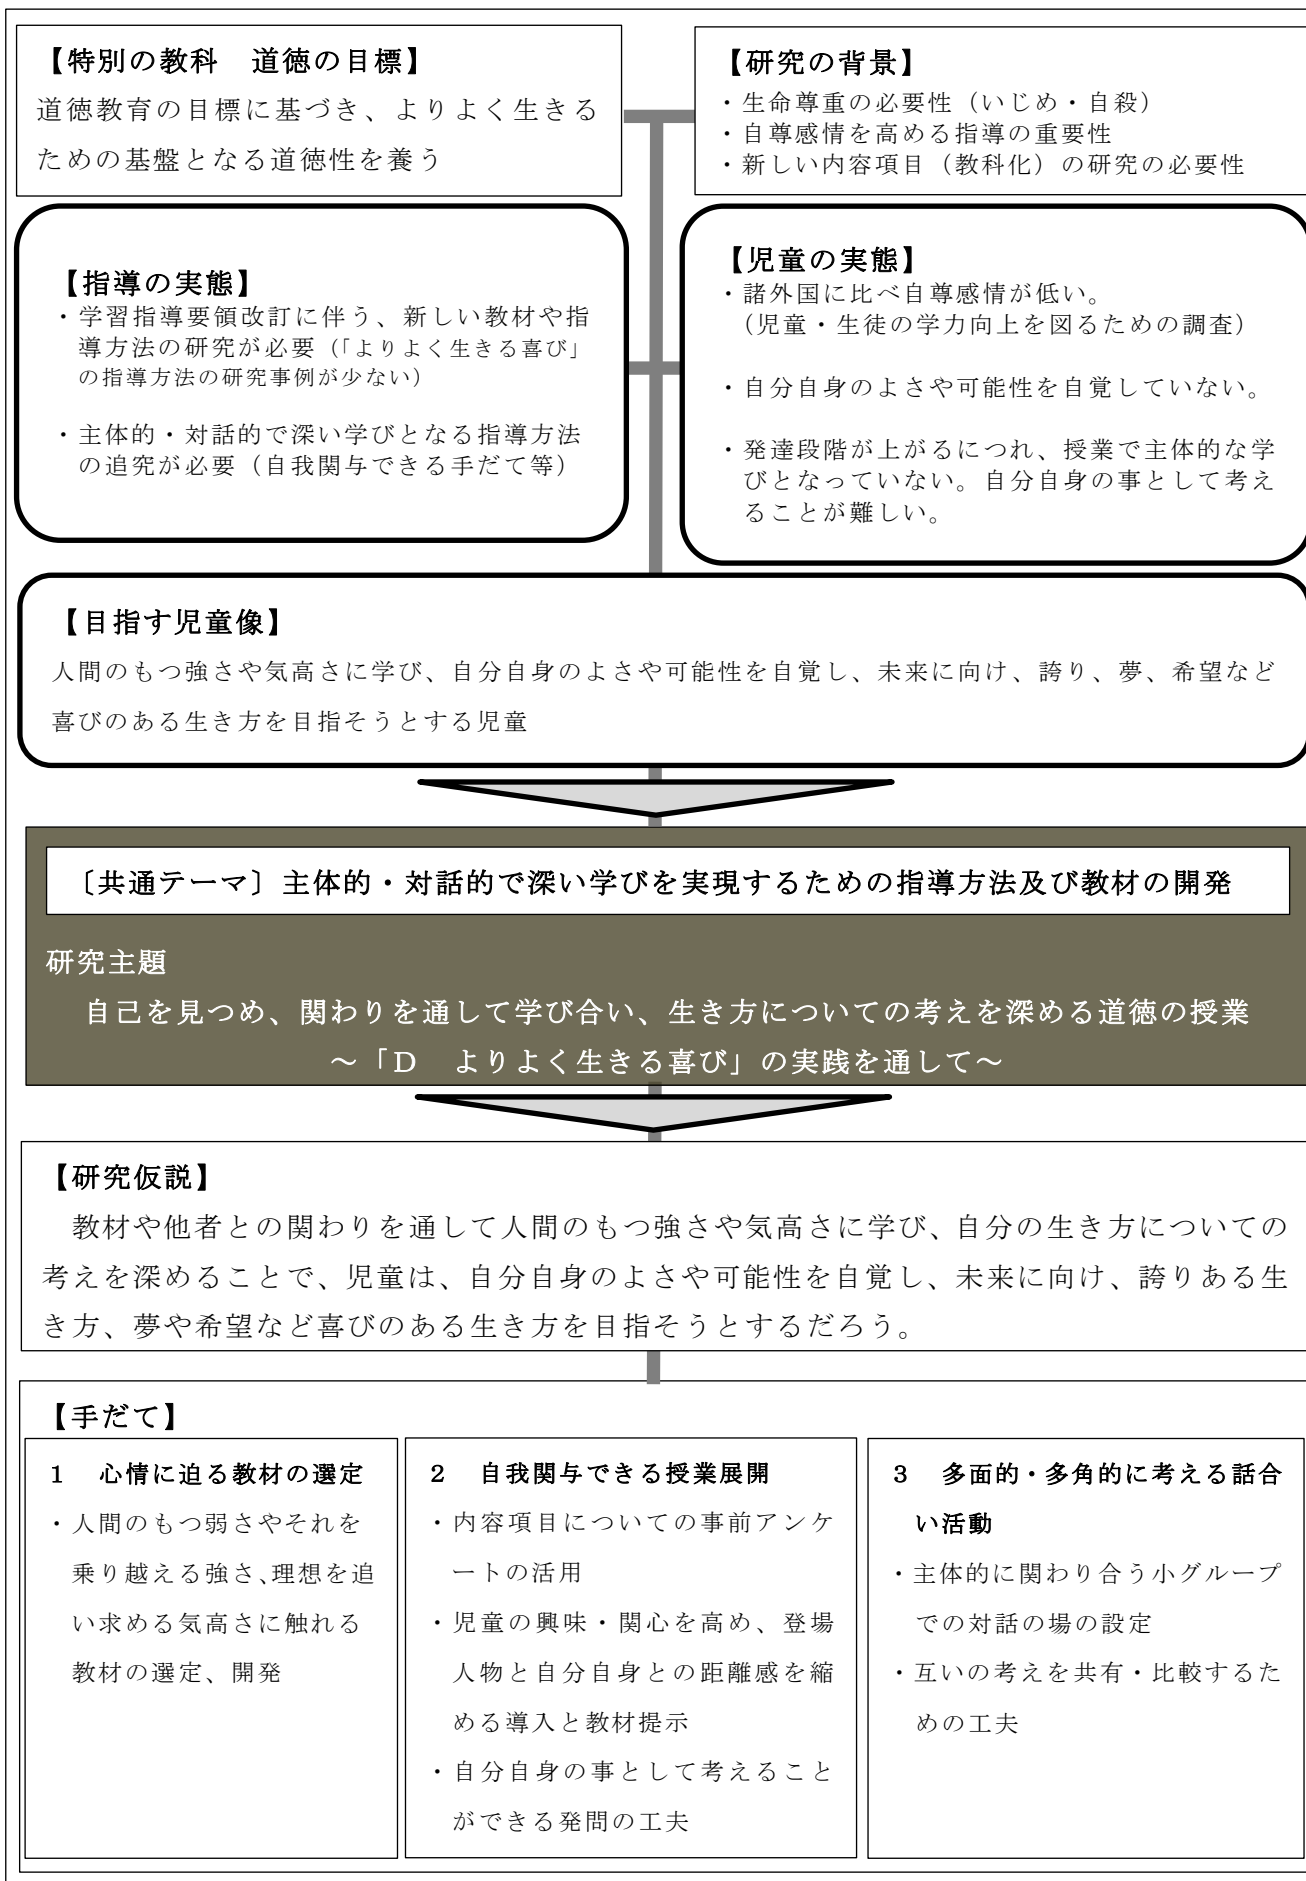 【特別の教科　道徳の目標】
道徳教育の目標に基づき、よりよく生きる
ための基盤となる道徳性を養う
【研究の背景】
・生命尊重の必要性（いじめ・自殺）
・自尊感情を高める指導の重要性
・新しい内容項目（教科化）の研究の必要性
【指導の実態】
・学習指導要領改訂に伴う、新しい教材や指
導方法の研究が必要（「よりよく生きる喜び」
の指導方法の研究事例が少ない）
・主体的・対話的で深い学びとなる指導方法
の追究が必要（自我関与できる手だて等）
【児童の実態】
・諸外国に比べ自尊感情が低い。
（児童・生徒の学力向上を図るための調査）
・自分自身のよさや可能性を自覚していない。
・発達段階が上がるにつれ、授業で主体的な学
びとなっていない。自分自身の事として考え
ることが難しい。
【目指す児童像】
人間のもつ強さや気高さに学び、自分自身のよさや可能性を自覚し、未来に向け、誇り、夢、希望など
喜びのある生き方を目指そうとする児童
〔共通テーマ〕主体的・対話的で深い学びを実現するための指導方法及び教材の開発
研究主題
自己を見つめ、関わりを通して学び合い、生き方についての考えを深める道徳の授業
～「Ｄ　よりよく生きる喜び」の実践を通して～
【研究仮説】
教材や他者との関わりを通して人間のもつ強さや気高さに学び、自分の生き方についての
考えを深めることで、児童は、自分自身のよさや可能性を自覚し、未来に向け、誇りある生
き方、夢や希望など喜びのある生き方を目指そうとするだろう。
【手だて】
１　心情に迫る教材の選定
・人間のもつ弱さやそれを
乗り越える強さ、理想を追
い求める気高さに触れる
教材の選定、開発
２　自我関与できる授業展開
・内容項目についての事前アンケ
ートの活用
・児童の興味・関心を高め、登場
人物と自分自身との距離感を縮
める導入と教材提示
・自分自身の事として考えること
ができる発問の工夫
３　多面的・多角的に考える話合
い活動
・主体的に関わり合う小グループ
での対話の場の設定
・互いの考えを共有・比較するた
めの工夫